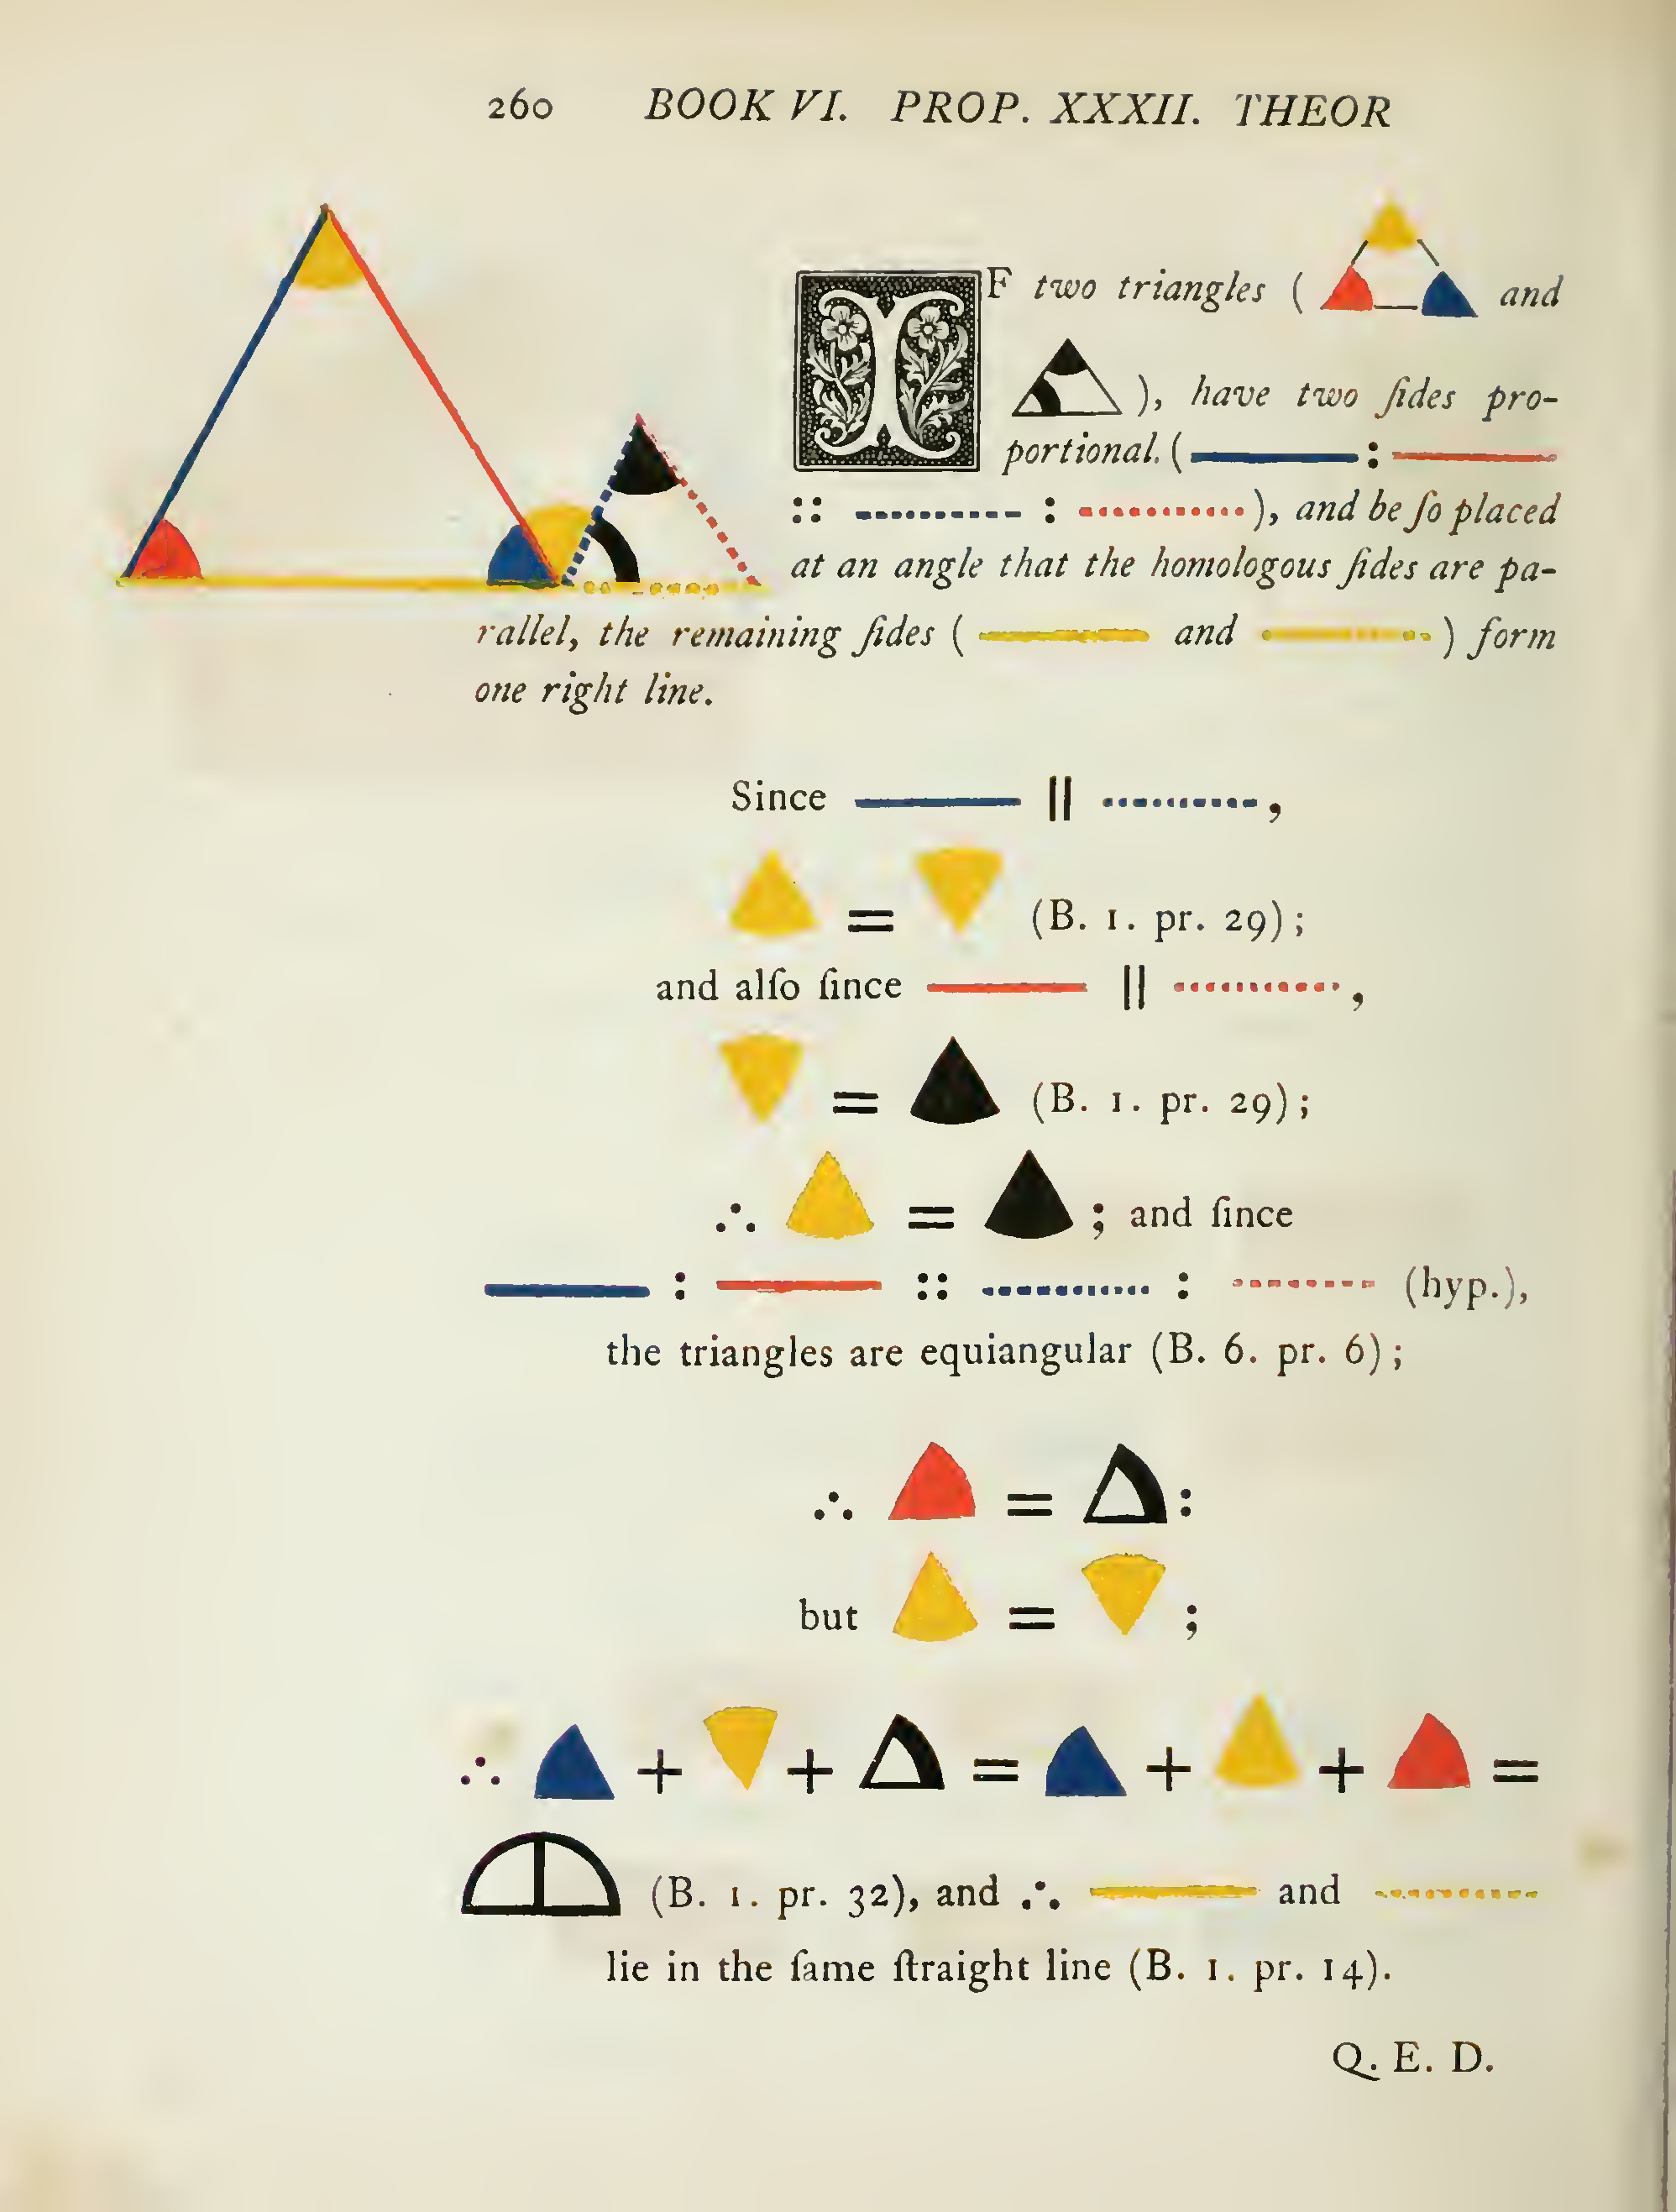 260 BOOK VI. PROP. XXXII. THEOR
IF two triangles ( and
), have two ſides pro-
portional. ( :
:: : ), and be ſo placed
at an angle that the homologous ſides are pa-
rallel, the remaining ſides ( and ) form
one right line.
Since || ,
= (B. 1. pr. 29);
and alſo ſince || ,
= (B. 1. pr. 29);
∴ = ; and ſince
: :: : (hyp.),
the triangles are equiangular (B. 6. pr. 6);
∴ = :
but = ;
∴ + + = + + =
(B. 1. pr. 32), and ∴ and
lie in the ſame ſtraight line (B. 1. pr. 14).
Q. E. D.